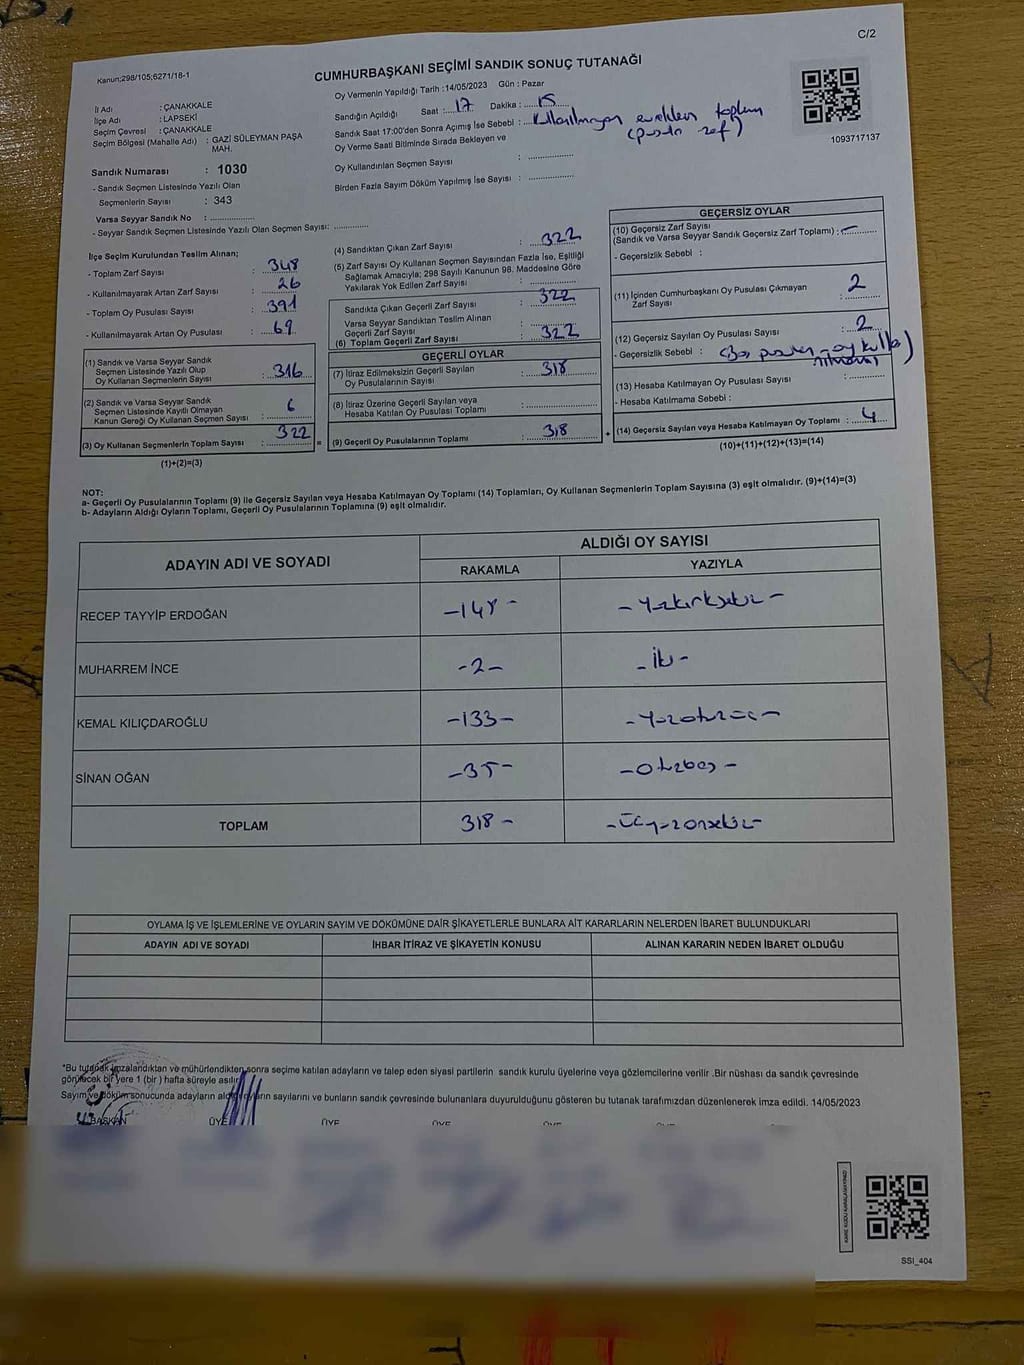 C/2
Kanun;298/105;6271/18-1
CUMHURBAŞKANI SEÇİMİ SANDIK SONUÇ TUTANAĞI
İl Adı : ÇANAKKALE
İlçe Adı : LAPSEKİ
Seçim Çevresi : ÇANAKKALE
Seçim Bölgesi (Mahalle Adı) : GAZİ SÜLEYMAN PAŞA
MAH.
Sandık Numarası : 1030
- Sandık Seçmen Listesinde Yazılı Olan
Seçmenlerin Sayısı : 343
Varsa Seyyar Sandık No : ..................
- Seyyar Sandık Seçmen Listesinde Yazılı Olan Seçmen Sayısı: ..............
Oy Vermenin Yapıldığı Tarih :14/05/2023 Gün : Pazar
Sandığın Açıldığı Saat : 17 Dakika : 15
Sandık Saat 17:00'den Sonra Açımış İse Sebebi : Kullanılmayan evrakların toplanması
(pusula zarf)
Oy Verme Saati Bitiminde Sırada Bekleyen ve
Oy Kullandırılan Seçmen Sayısı : ..................
Birden Fazla Sayım Döküm Yapılmış İse Sayısı : ..................
1093717137
İlçe Seçim Kurulundan Teslim Alınan;
- Toplam Zarf Sayısı : 348
- Kullanılmayarak Artan Zarf Sayısı : 26
- Toplam Oy Pusulası Sayısı : 391
- Kullanılmayarak Artan Oy Pusulası : 69
(1) Sandık ve Varsa Seyyar Sandık
Seçmen Listesinde Yazılı Olup
Oy Kullanan Seçmenlerin Sayısı : 316
(2) Sandık ve Varsa Seyyar Sandık
Seçmen Listesinde Kayıtlı Olmayan
Kanun Gereği Oy Kullanan Seçmen Sayısı : 6
(3) Oy Kullanan Seçmenlerin Toplam Sayısı : 322 =
(1)+(2)=(3)
(4) Sandıktan Çıkan Zarf Sayısı : 322
(5) Zarf Sayısı Oy Kullanan Seçmen Sayısından Fazla İse, Eşitliği
Sağlamak Amacıyla; 298 Sayılı Kanunun 98. Maddesine Göre
Yakılarak Yok Edilen Zarf Sayısı : ..................
Sandıkta Çıkan Geçerli Zarf Sayısı : 322
Varsa Seyyar Sandıktan Teslim Alınan
Geçerli Zarf Sayısı : ..................
(6) Toplam Geçerli Zarf Sayısı : 322
GEÇERLİ OYLAR
(7) İtiraz Edilmeksizin Geçerli Sayılan
Oy Pusulalarının Sayısı : 318
(8) İtiraz Üzerine Geçerli Sayılan veya
Hesaba Katılan Oy Pusulası Toplamı : ..................
(9) Geçerli Oy Pusulalarının Toplamı : 318 +
GEÇERSİZ OYLAR
(10) Geçersiz Zarf Sayısı
(Sandık ve Varsa Seyyar Sandık Geçersiz Zarf Toplamı) : –
- Geçersizlik Sebebi :
(11) İçinden Cumhurbaşkanı Oy Pusulası Çıkmayan
Zarf Sayısı : 2
(12) Geçersiz Sayılan Oy Pusulası Sayısı : 2
- Geçersizlik Sebebi : (Boş pusula - oy
(13) Hesaba Katılmayan Oy Pusulası Sayısı : ............
- Hesaba Katılmama Sebebi :
(14) Geçersiz Sayılan veya Hesaba Katılmayan Oy Toplamı : 4
(10)+(11)+(12)+(13)=(14)
NOT:
a- Geçerli Oy Pusulalarının Toplamı (9) ile Geçersiz Sayılan veya Hesaba Katılmayan Oy Toplamı (14) Toplamları, Oy Kullanan Seçmenlerin Toplam Sayısına (3) eşit olmalıdır. (9)+(14)=(3)
b- Adayların Aldığı Oyların Toplamı, Geçerli Oy Pusulalarının Toplamına (9) eşit olmalıdır.
ADAYIN ADI VE SOYADI
ALDIĞI OY SAYISI
RAKAMLA YAZIYLA
RECEP TAYYİP ERDOĞAN -148- -Yüzkırksekiz-
MUHARREM İNCE -2- -İki-
KEMAL KILIÇDAROĞLU -133- -Yüzotuzüç-
SİNAN OĞAN -35- -Otuzbeş-
TOPLAM 318- -Üçyüzonsekiz-
OYLAMA İŞ VE İŞLEMLERİNE VE OYLARIN SAYIM VE DÖKÜMÜNE DAİR ŞİKAYETLERLE BUNLARA AİT KARARLARIN NELERDEN İBARET BULUNDUKLARI
ADAYIN ADI VE SOYADI İHBAR İTİRAZ VE ŞİKAYETİN KONUSU ALINAN KARARIN NEDEN İBARET OLDUĞU
*Bu tutanak imzalandıktan ve mühürlendikten sonra seçime katılan adayların ve talep eden siyasi partilerin sandık kurulu üyelerine veya gözlemcilerine verilir .Bir nüshası da sandık çevresinde
görülecek bir yere 1 (bir ) hafta süreyle asılır.
Sayım ve döküm sonucunda adayların aldığı oyların sayılarını ve bunların sandık çevresinde bulunanlara duyurulduğunu gösteren bu tutanak tarafımızdan düzenlenerek imza edildi. 14/05/2023
BAŞKAN ÜYE ÜYE ÜYE ÜYE
KARE KODU KARALAMAYINIZ!
SSI_404